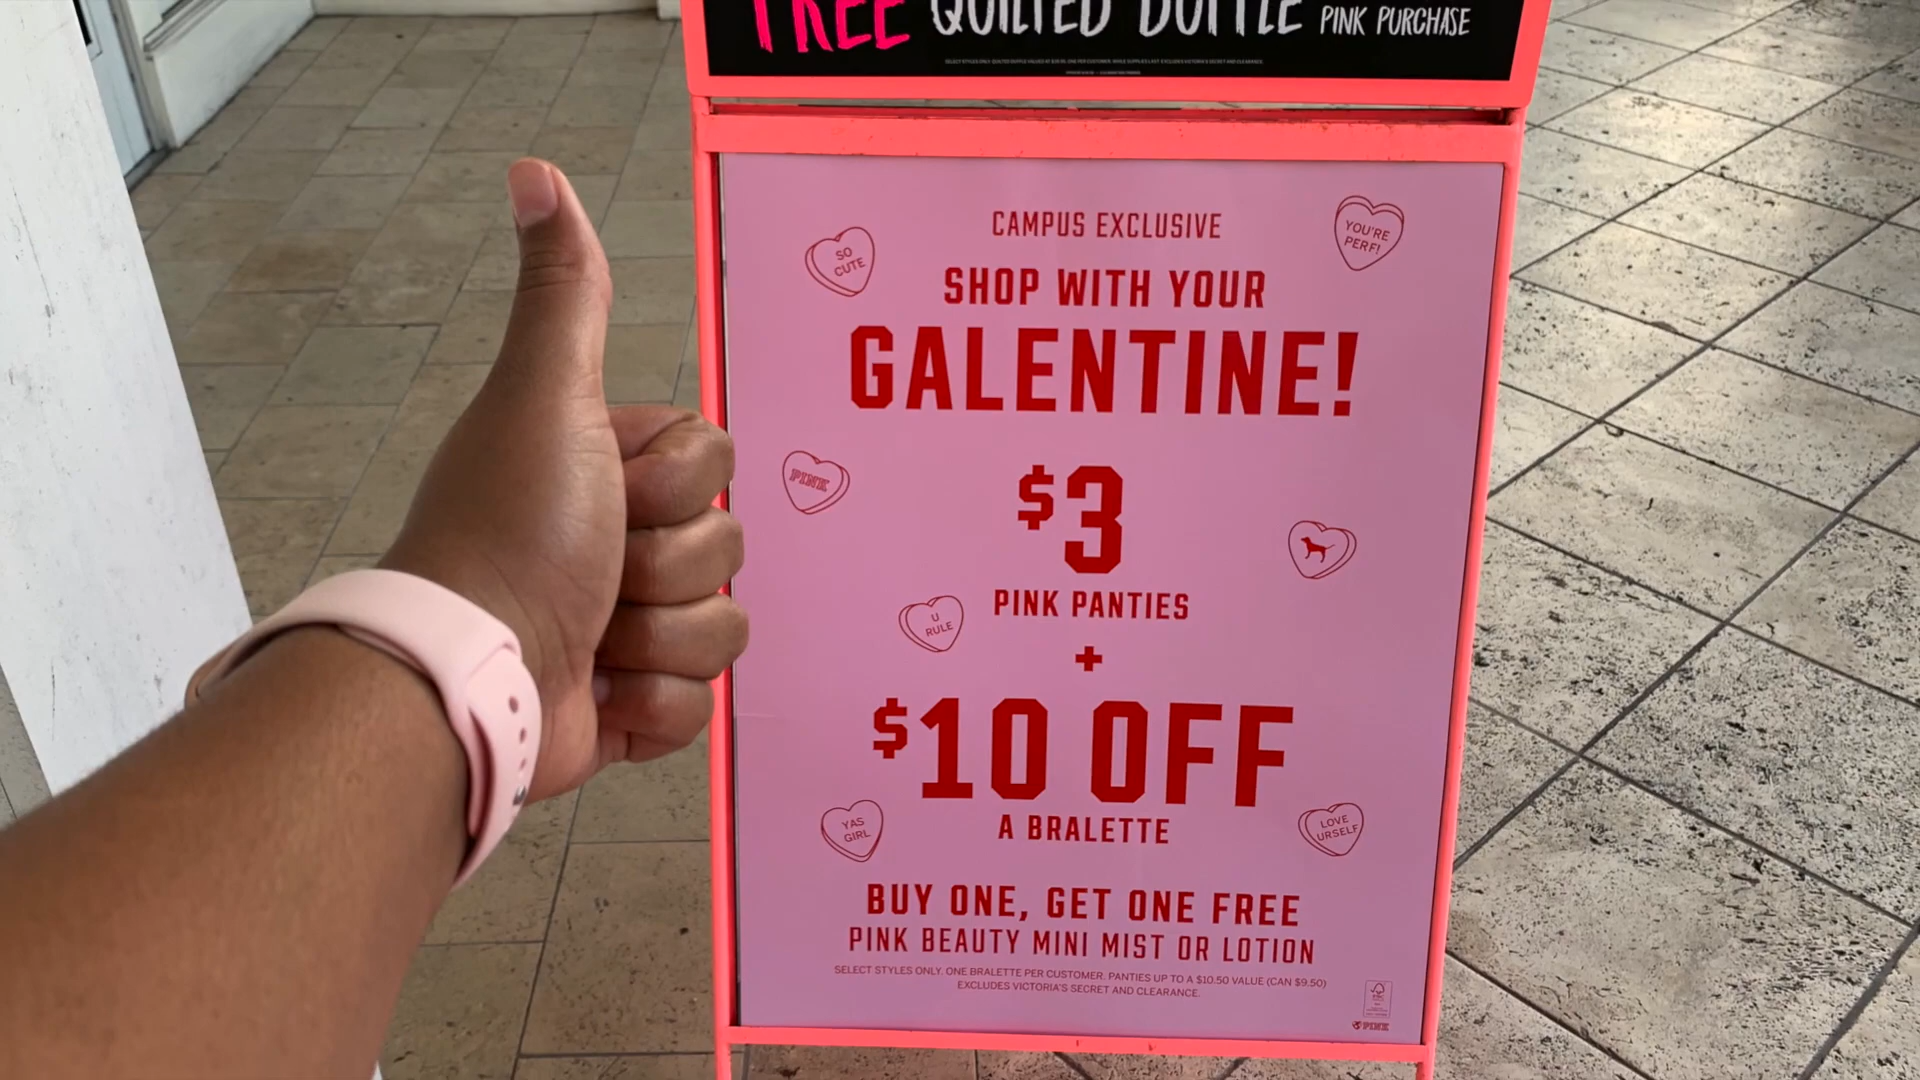 FREE QUILTED DUFFLE PINK PURCHASE
CAMPUS EXCLUSIVE
SO
CUTE
YOU'RE
PERF!
SHOP WITH YOUR
GALENTINE!
PINK
$3
PINK PANTIES
U
RULE
+
$10 OFF
A BRALETTE
YAS
GIRL
LOVE
URSELF
BUY ONE, GET ONE FREE
PINK BEAUTY MINI MIST OR LOTION
SELECT STYLES ONLY. ONE BRALETTE PER CUSTOMER. PANTIES UP TO A $10.50 VALUE (CAN $9.50)
EXCLUDES VICTORIA'S SECRET AND CLEARANCE.
PINK